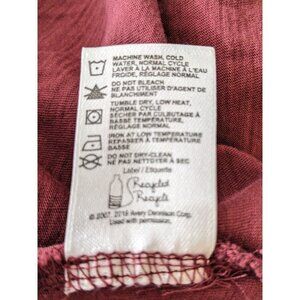 MACHINE WASH, COLD
WATER, NORMAL CYCLE
LAVER À LA MACHINE À L'EAU
FROIDE, RÉGLAGE NORMAL
DO NOT BLEACH
NE PAS UTILISER D'AGENT DE
BLANCHIMENT
TUMBLE DRY, LOW HEAT,
NORMAL CYCLE
SÉCHER PAR CULBUTAGE À
BASSE TEMPÉRATURE,
RÉGLAGE NORMAL
IRON AT LOW TEMPERATURE
REPASSER À TEMPÉRATURE
BASSE
DO NOT DRY-CLEAN
NE PAS NETTOYER À SEC
Label / Étiquette
Recycled
Recyclé
© 2007, 2018 Avery Dennison Corp.
Used with permission.